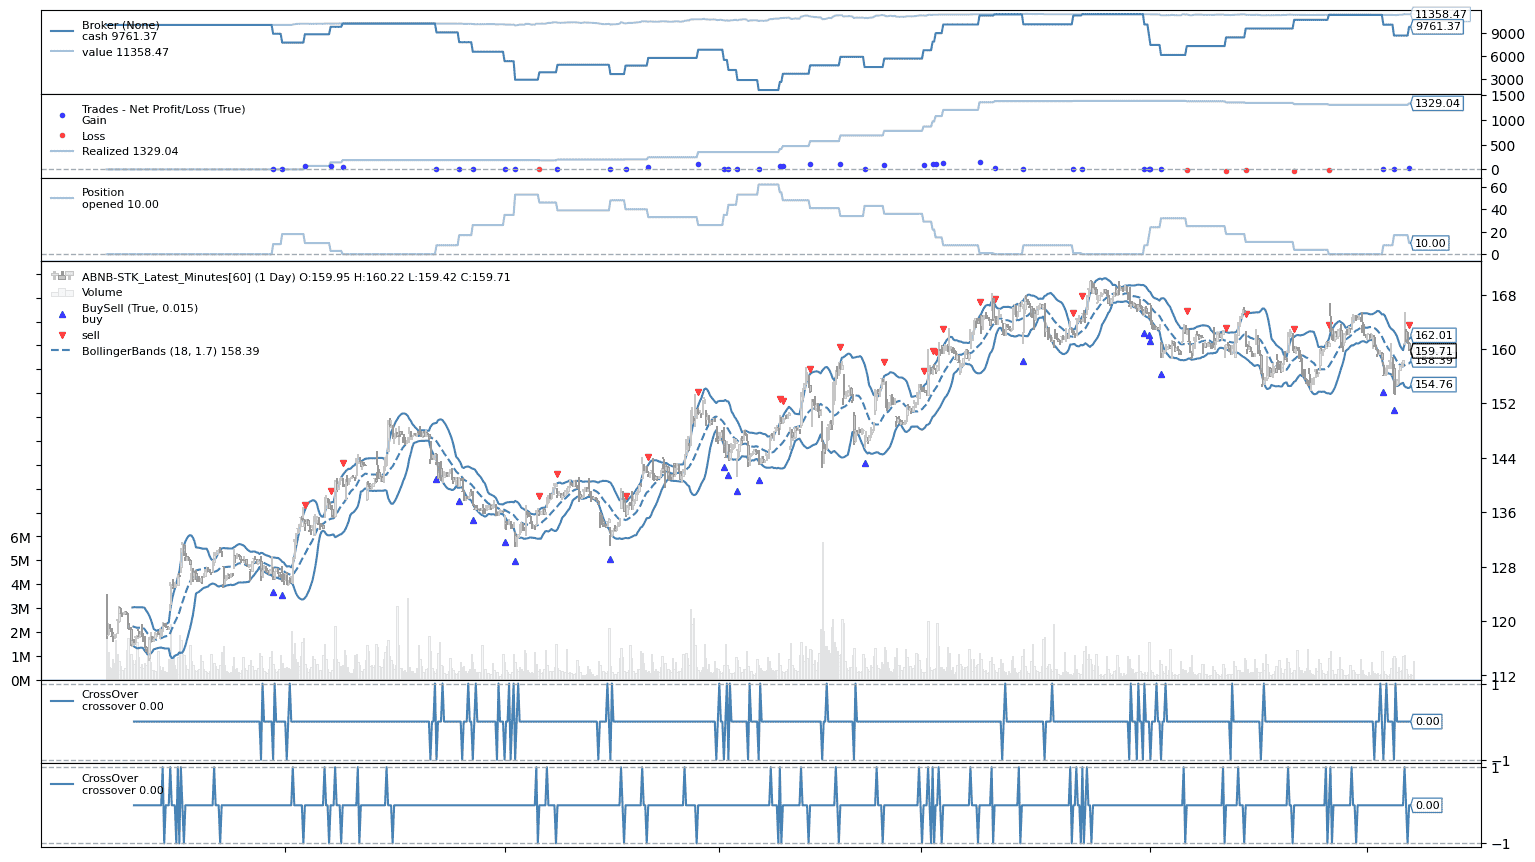 Broker (None)
cash 9761.37
value 11358.47
11358.47
9761.37
9000
6000
3000
Trades - Net Profit/Loss (True)
Gain
Loss
Realized 1329.04
1500
1329.04
1000
500
0
Position
opened 10.00
60
40
20
10.00
0
ABNB-STK_Latest_Minutes[60] (1 Day) O:159.95 H:160.22 L:159.42 C:159.71
Volume
BuySell (True, 0.015)
buy
sell
BollingerBands (18, 1.7) 158.39
168
162.01
160
159.71
158.39
154.76
152
144
136
128
120
112
6M
5M
4M
3M
2M
1M
0M
CrossOver
crossover 0.00
1
0.00
−1
CrossOver
crossover 0.00
1
0.00
−1